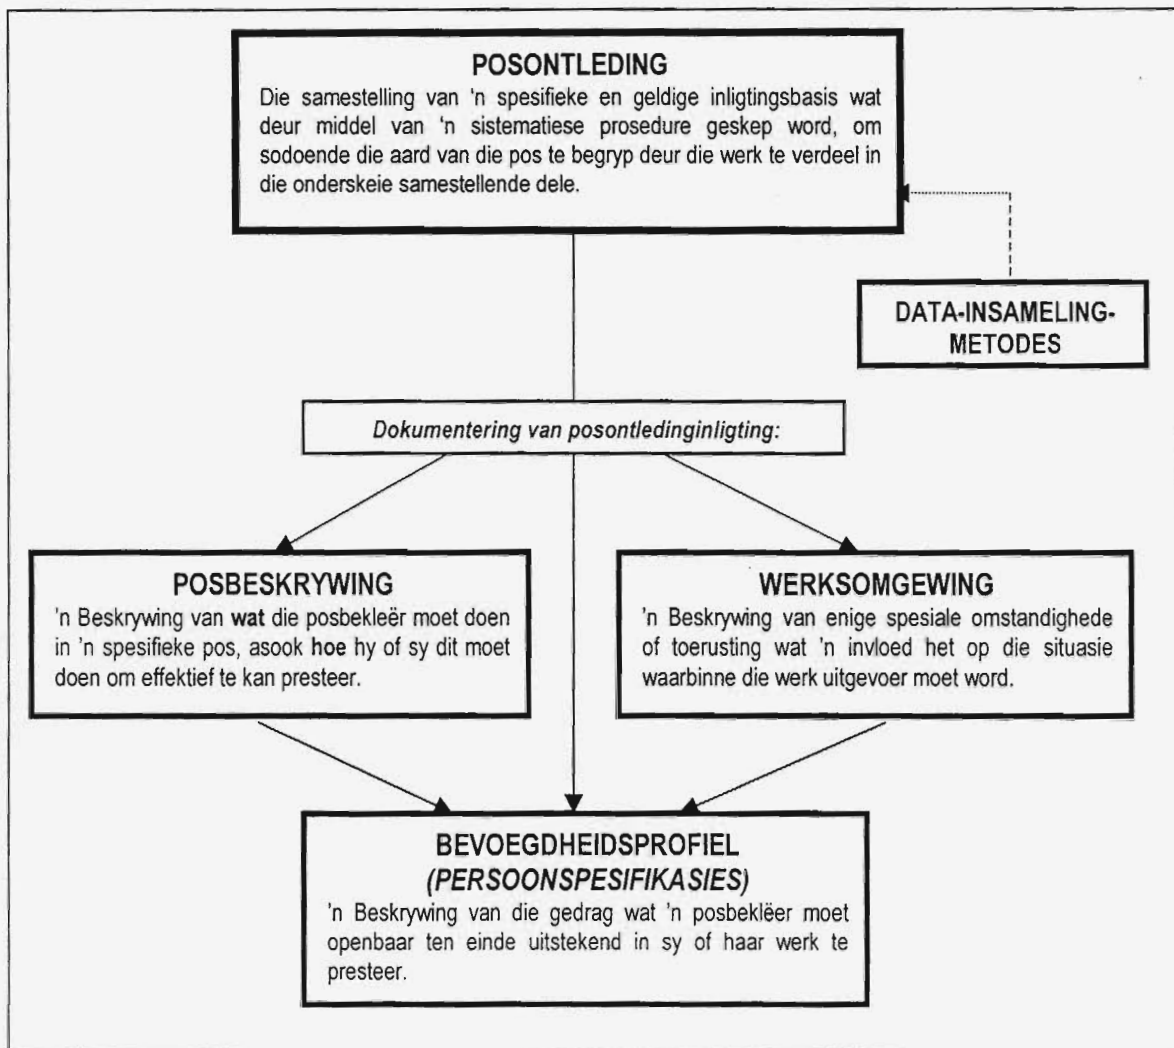 POSONTLEDING
Die samestelling van 'n spesifieke en geldige inligtingsbasis wat
deur middel van 'n sistematiese prosedure geskep word, om
sodoende die aard van die pos te begryp deur die werk te verdeel in
die onderskeie samestellende dele.
DATA-INSAMELING-
METODES
Dokumentering van posontledinginligting:
POSBESKRYWING
'n Beskrywing van wat die posbekleër moet doen
in 'n spesifieke pos, asook hoe hy of sy dit moet
doen om effektief te kan presteer.
WERKSOMGEWING
'n Beskrywing van enige spesiale omstandighede
of toerusting wat 'n invloed het op die situasie
waarbinne die werk uitgevoer moet word.
BEVOEGDHEIDSPROFIEL
(PERSOONSPESIFIKASIES)
'n Beskrywing van die gedrag wat 'n posbeklëer moet
openbaar ten einde uitstekend in sy of haar werk te
presteer.